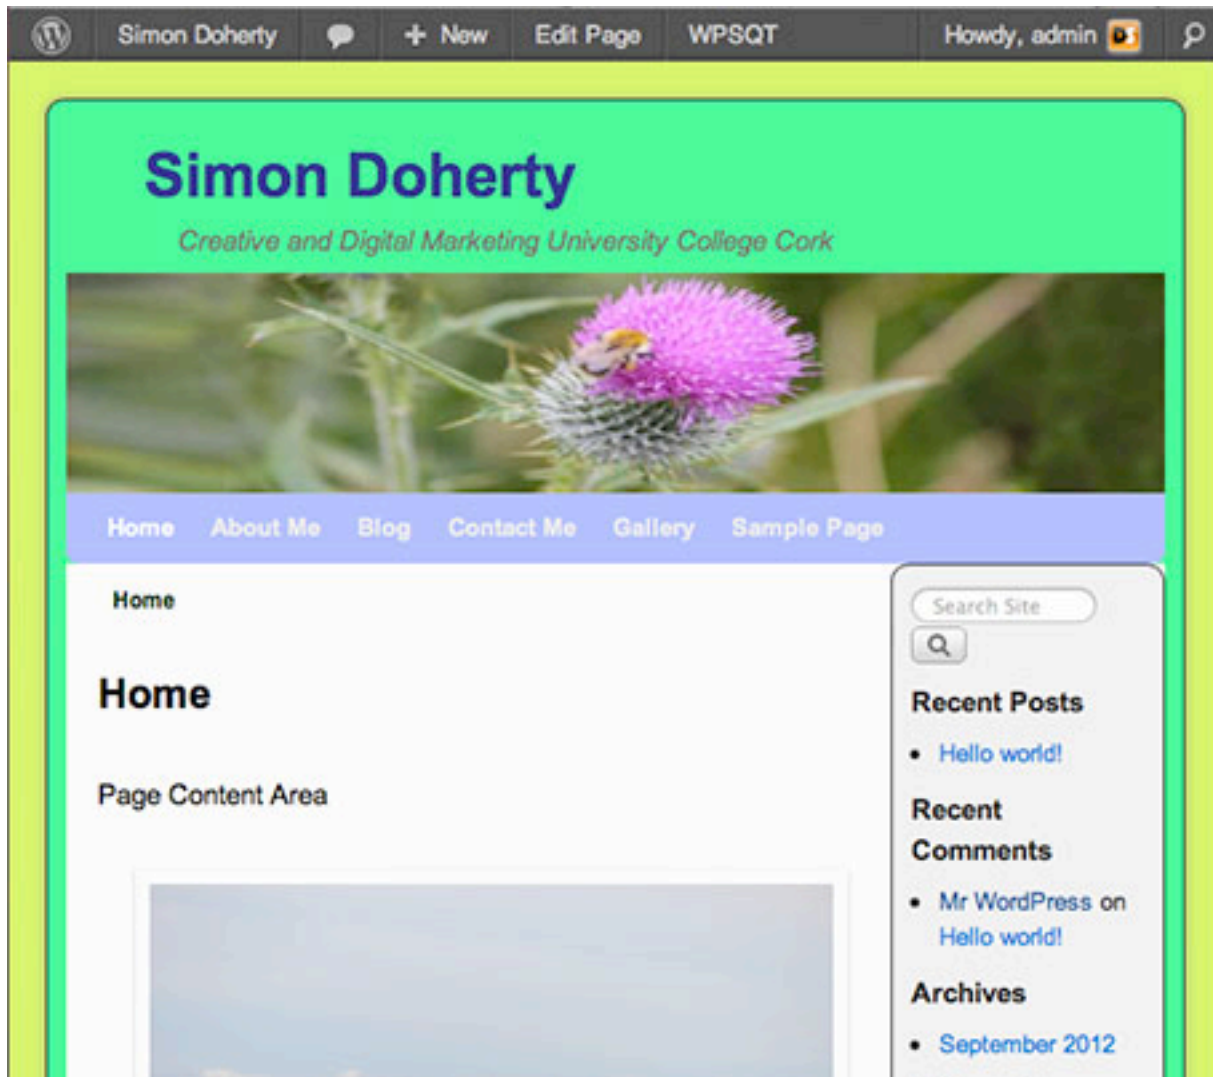 Simon Doherty + New Edit Page WPSQT Howdy, admin DS
Simon Doherty
Creative and Digital Marketing University College Cork
Home About Me Blog Contact Me Gallery Sample Page
Home
Home
Page Content Area
Search Site
Recent Posts
• Hello world!
Recent
Comments
• Mr WordPress on
Hello world!
Archives
• September 2012